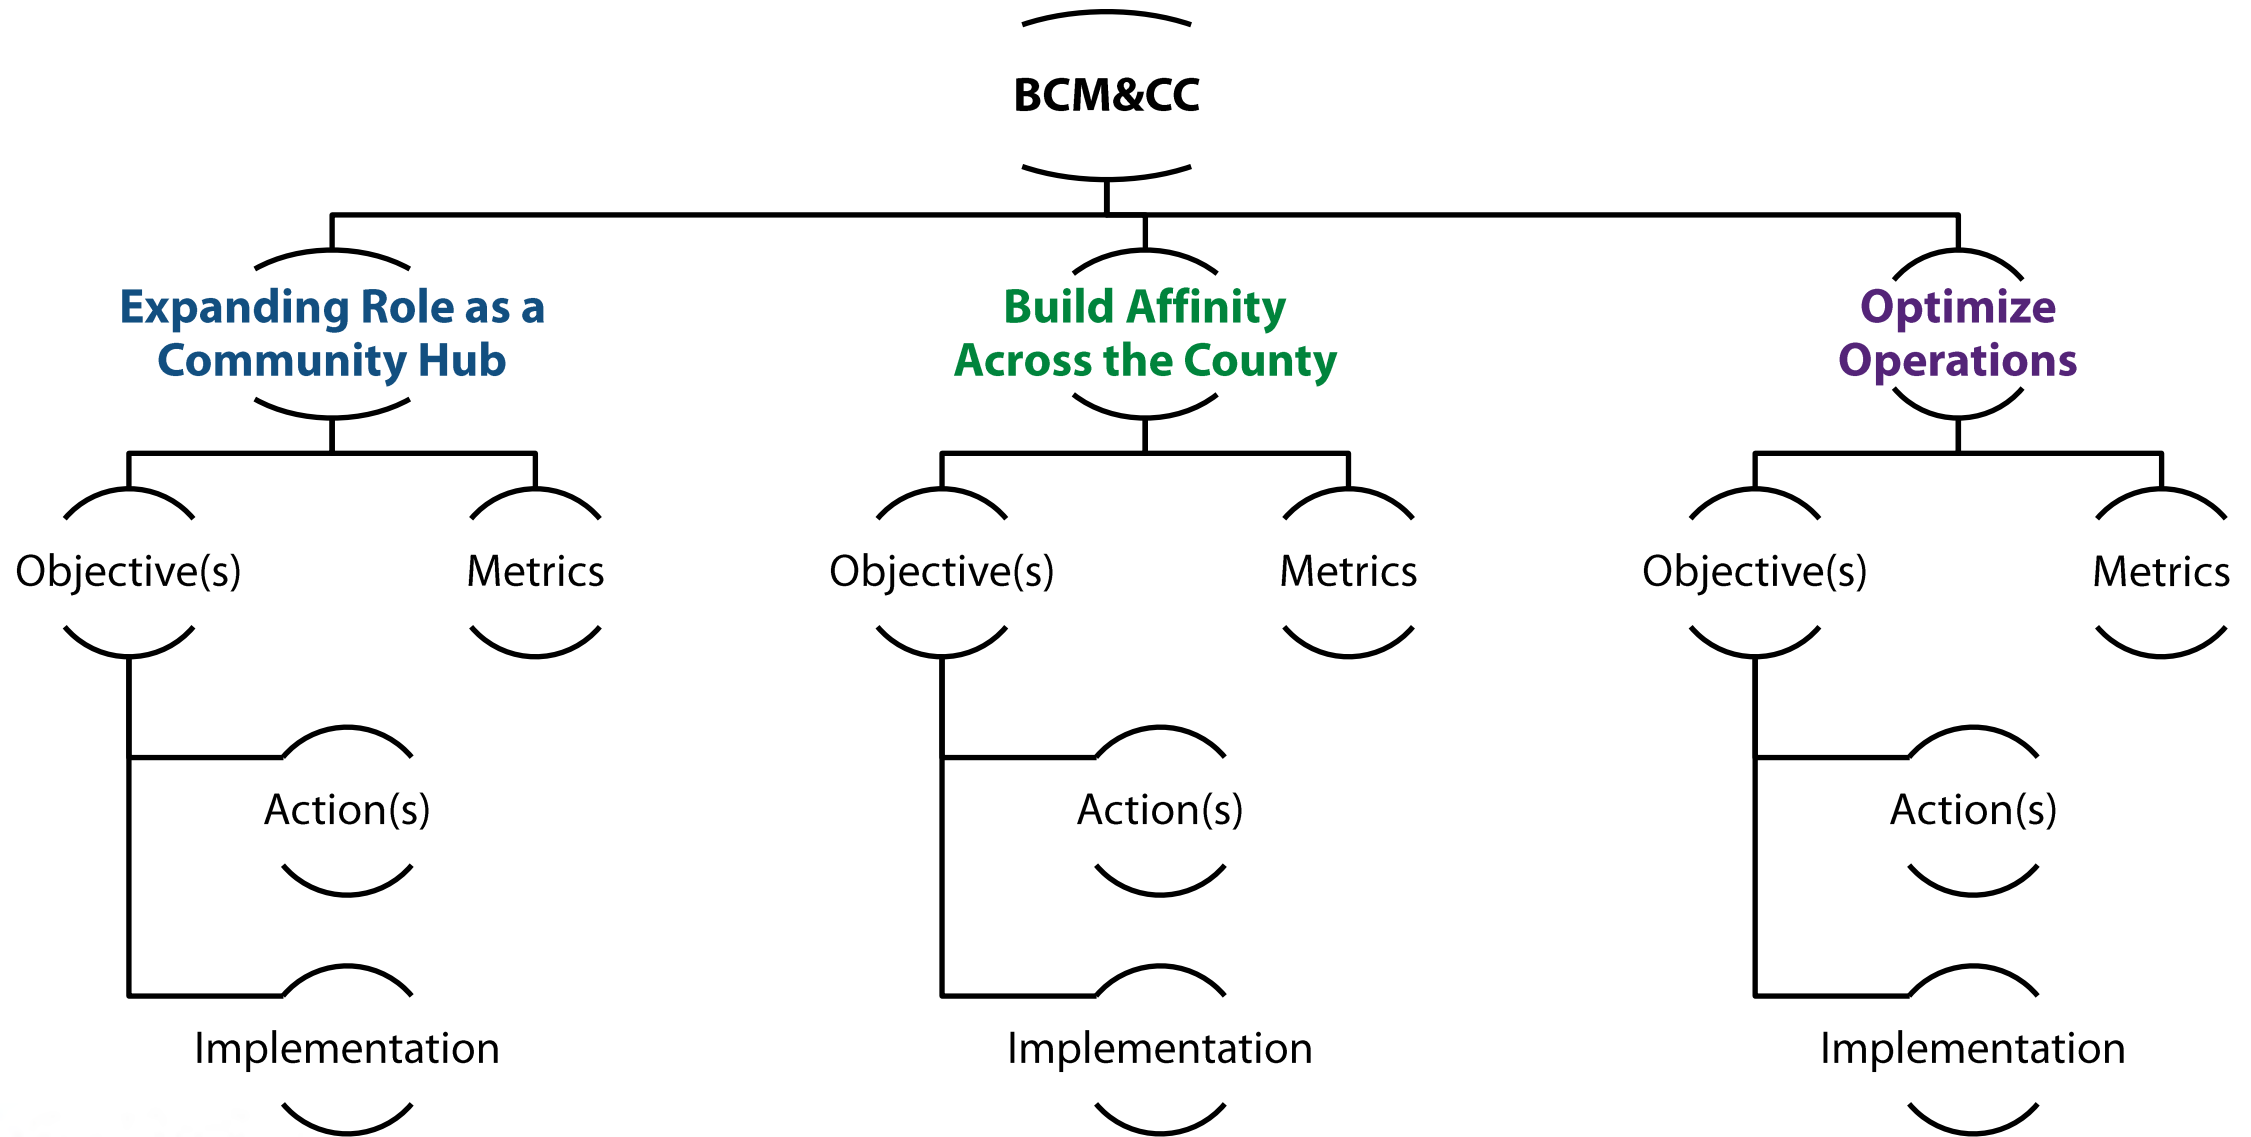 BCM&CC
Expanding Role as a
Community Hub
Build Affinity
Across the County
Optimize
Operations
Objective(s)
Metrics
Objective(s)
Metrics
Objective(s)
Metrics
Action(s)
Action(s)
Action(s)
Implementation
Implementation
Implementation